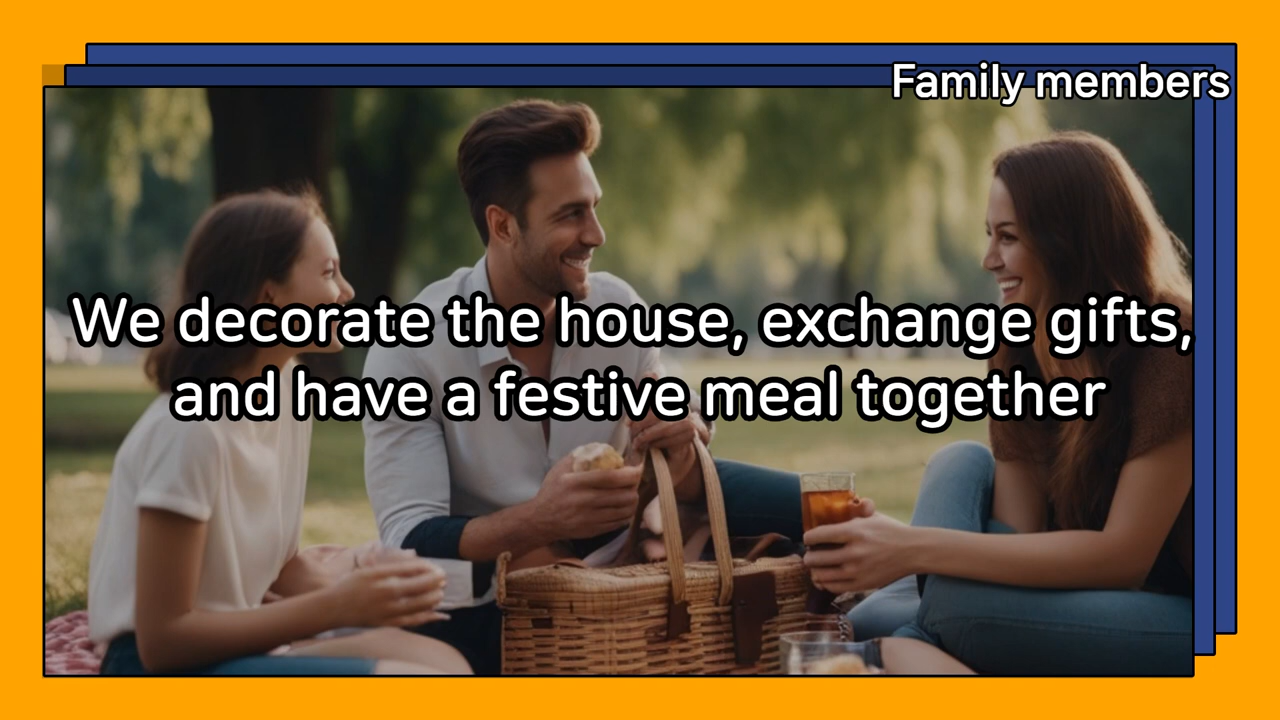 Family members
We decorate the house, exchange gifts,
and have a festive meal together